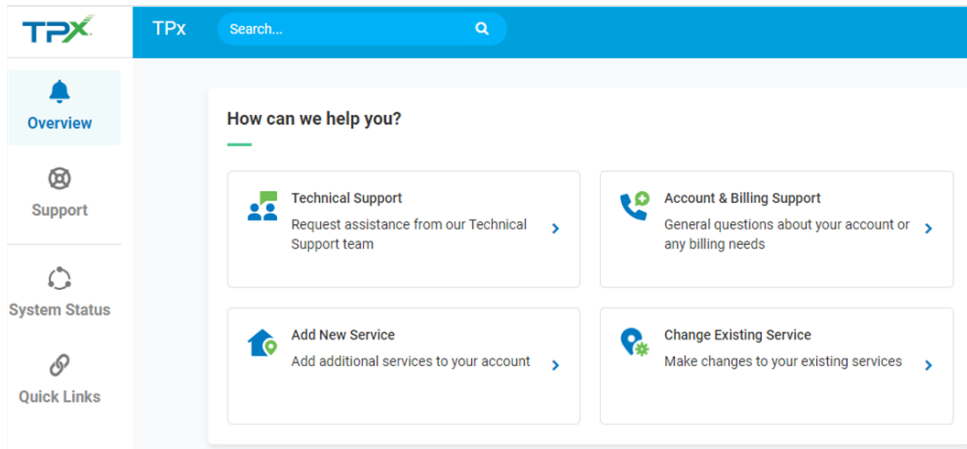 TPx
TPx
Search...
Overview
Support
System Status
Quick Links
How can we help you?
Technical Support
Request assistance from our Technical
Support team
Account & Billing Support
General questions about your account or
any billing needs
Add New Service
Add additional services to your account
Change Existing Service
Make changes to your existing services